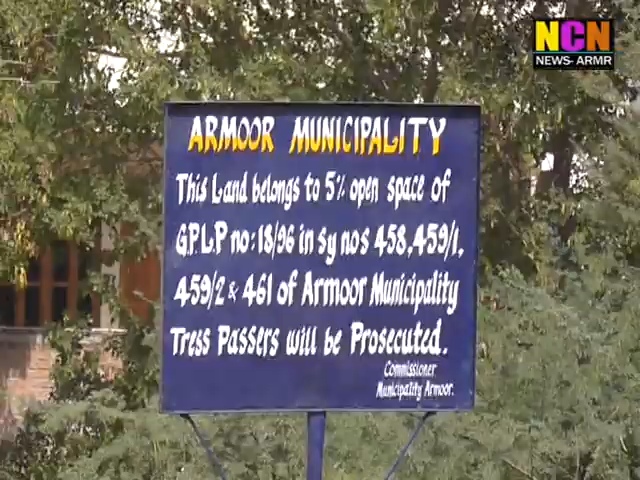 NCN
NEWS- ARMR
ARMOOR MUNICIPALITY
This Land belongs to 5% open space of
G.P.L.P no: 18/96 in sy nos 458, 459/1,
459/2 & 461 of Armoor Municipality
Tress Passers will be Prosecuted.
Commissioner
Municipality Armoor.